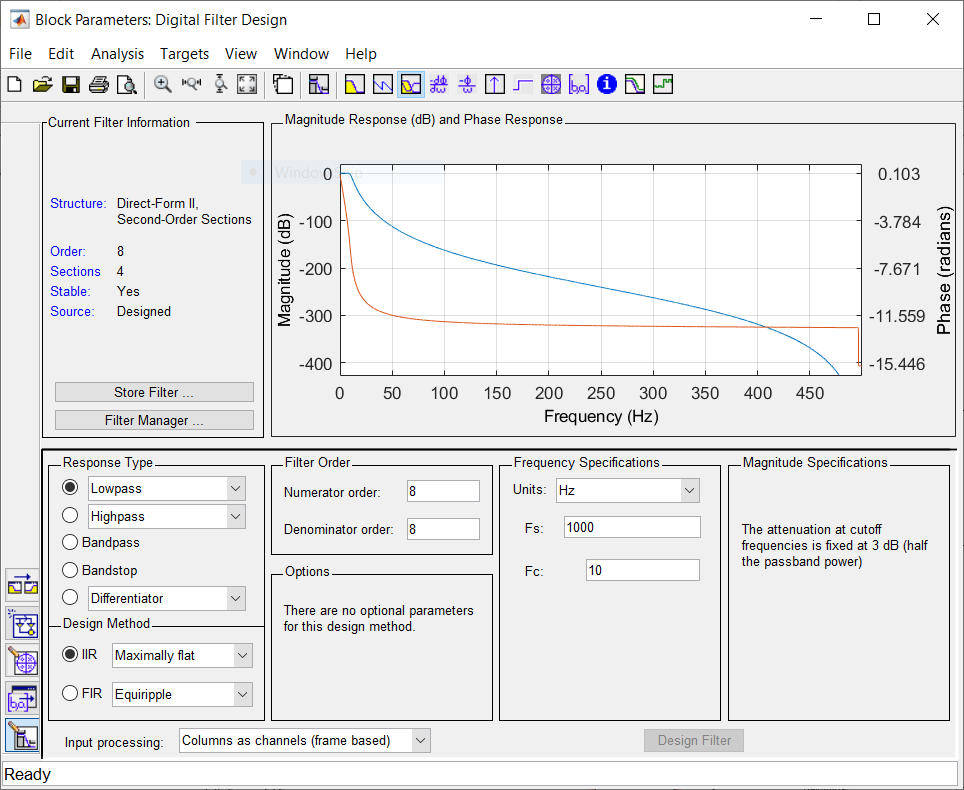 Block Parameters: Digital Filter Design
File Edit Analysis Targets View Window Help
Current Filter Information
Structure: Direct-Form II,
Second-Order Sections
Order: 8
Sections 4
Stable: Yes
Source: Designed
Store Filter ...
Filter Manager ...
Magnitude Response (dB) and Phase Response
Magnitude (dB)
0
-100
-200
-300
-400
0 50 100 150 200 250 300 350 400 450
Frequency (Hz)
0.103
-3.784
-7.671
-11.559
-15.446
Phase (radians)
Response Type
Lowpass
Highpass
Bandpass
Bandstop
Differentiator
Design Method
IIR Maximally flat
FIR Equiripple
Filter Order
Numerator order: 8
Denominator order: 8
Options
There are no optional parameters
for this design method.
Frequency Specifications
Units: Hz
Fs: 1000
Fc: 10
Magnitude Specifications
The attenuation at cutoff
frequencies is fixed at 3 dB (half
the passband power)
Input processing: Columns as channels (frame based)
Design Filter
Ready